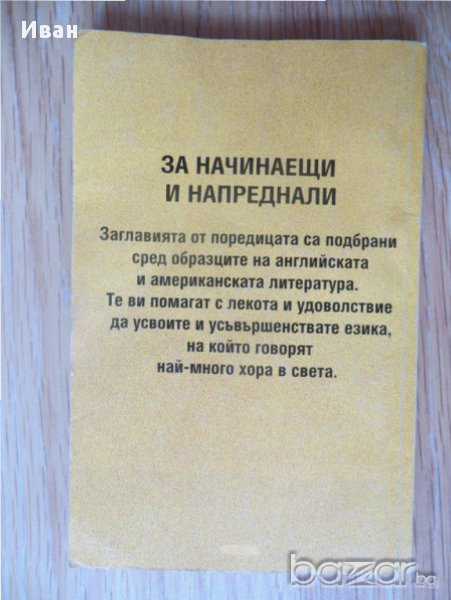 Иван
ЗА НАЧИНАЕЩИ
И НАПРЕДНАЛИ
Заглавията от поредицата са подбрани
сред образците на английската
и американската литература.
Те ви помагат с лекота и удоволствие
да усвоите и усъвършенствате езика,
на който говорят
най-много хора в света.
bazar.bg